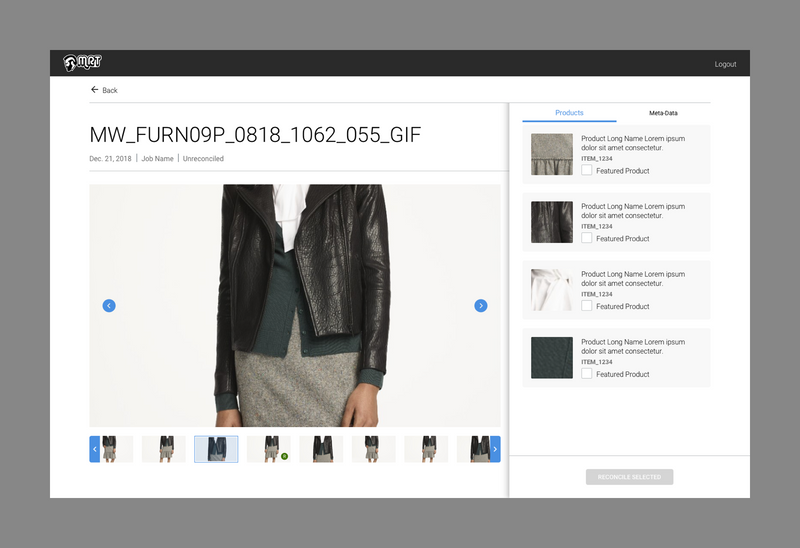 MRT
Logout
Back
Products
Meta-Data
MW_FURN09P_0818_1062_055_GIF
Dec. 21, 2018 | Job Name | Unreconciled
Product Long Name Lorem ipsum
dolor sit amet consectetur.
ITEM_1234
Featured Product
Product Long Name Lorem ipsum
dolor sit amet consectetur.
ITEM_1234
Featured Product
Product Long Name Lorem ipsum
dolor sit amet consectetur.
ITEM_1234
Featured Product
Product Long Name Lorem ipsum
dolor sit amet consectetur.
ITEM_1234
Featured Product
RECONCILE SELECTED